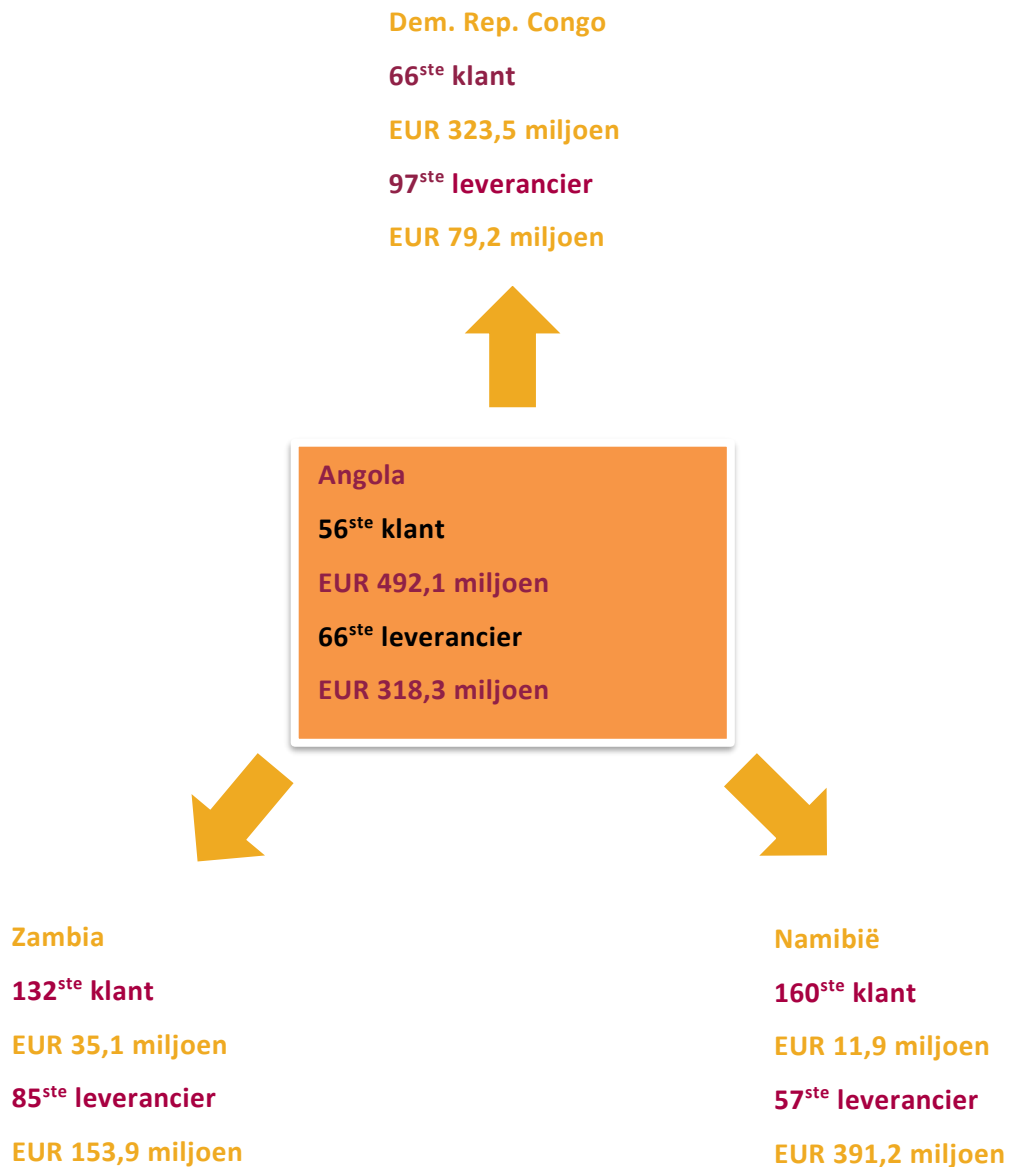 Dem. Rep. Congo
66ste klant
EUR 323,5 miljoen
97ste leverancier
EUR 79,2 miljoen
Angola
56ste klant
EUR 492,1 miljoen
66ste leverancier
EUR 318,3 miljoen
Zambia
132ste klant
EUR 35,1 miljoen
85ste leverancier
EUR 153,9 miljoen
Namibië
160ste klant
EUR 11,9 miljoen
57ste leverancier
EUR 391,2 miljoen